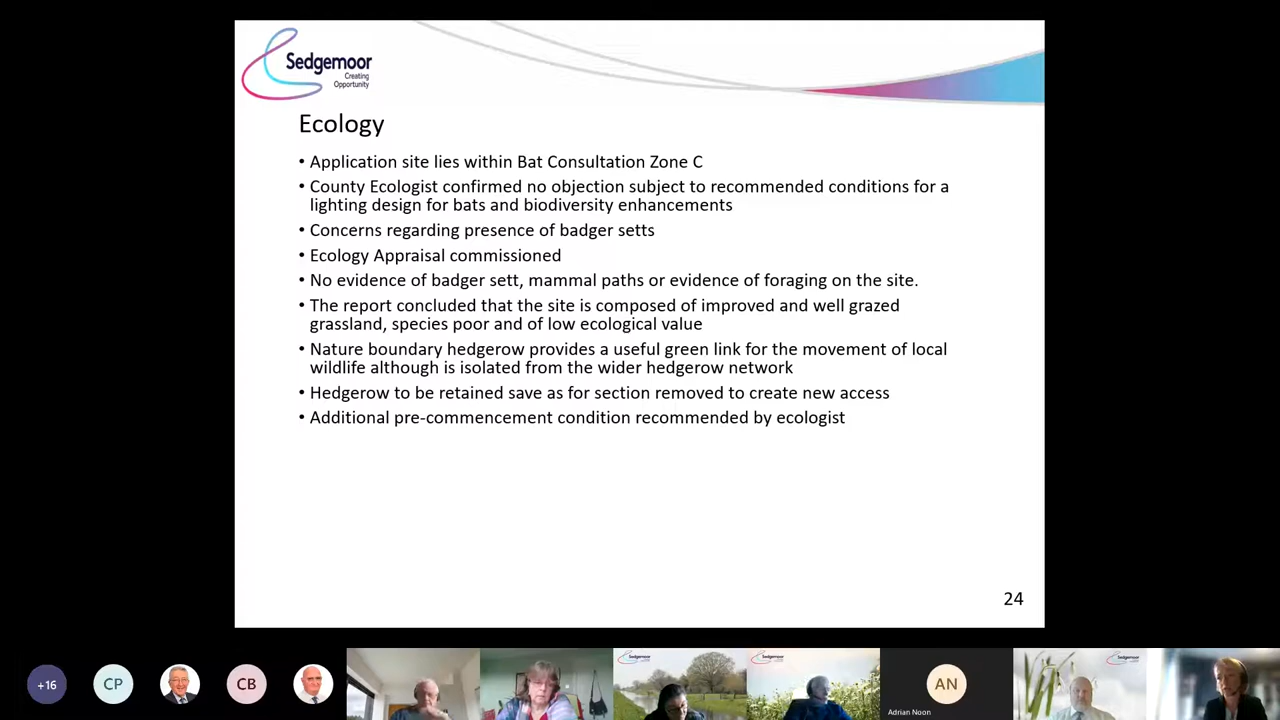 Sedgemoor
Creating
Opportunity
Ecology
• Application site lies within Bat Consultation Zone C
• County Ecologist confirmed no objection subject to recommended conditions for a
lighting design for bats and biodiversity enhancements
• Concerns regarding presence of badger setts
• Ecology Appraisal commissioned
• No evidence of badger sett, mammal paths or evidence of foraging on the site.
• The report concluded that the site is composed of improved and well grazed
grassland, species poor and of low ecological value
• Nature boundary hedgerow provides a useful green link for the movement of local
wildlife although is isolated from the wider hedgerow network
• Hedgerow to be retained save as for section removed to create new access
• Additional pre-commencement condition recommended by ecologist
24
+16
CP
CB
AN
Adrian Noon
Sedgemoor
Sedgemoor
Sedgemoor